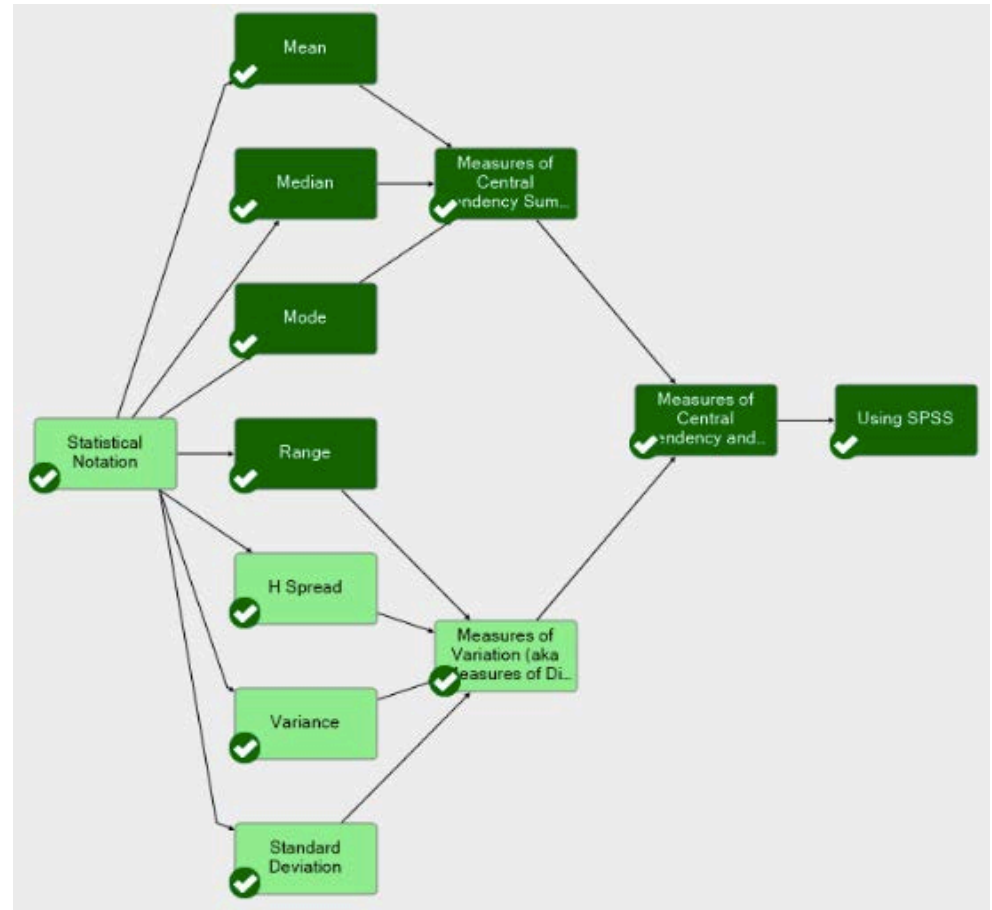 Mean
Measures of
Central
ndency Sum...
Median
Mode
Statistical
Notation
Range
Measures of
Central
endency and..
Using SPSS
H Spread
Measures of
Variation (aka
easures of Di...
Variance
Standard
Deviation